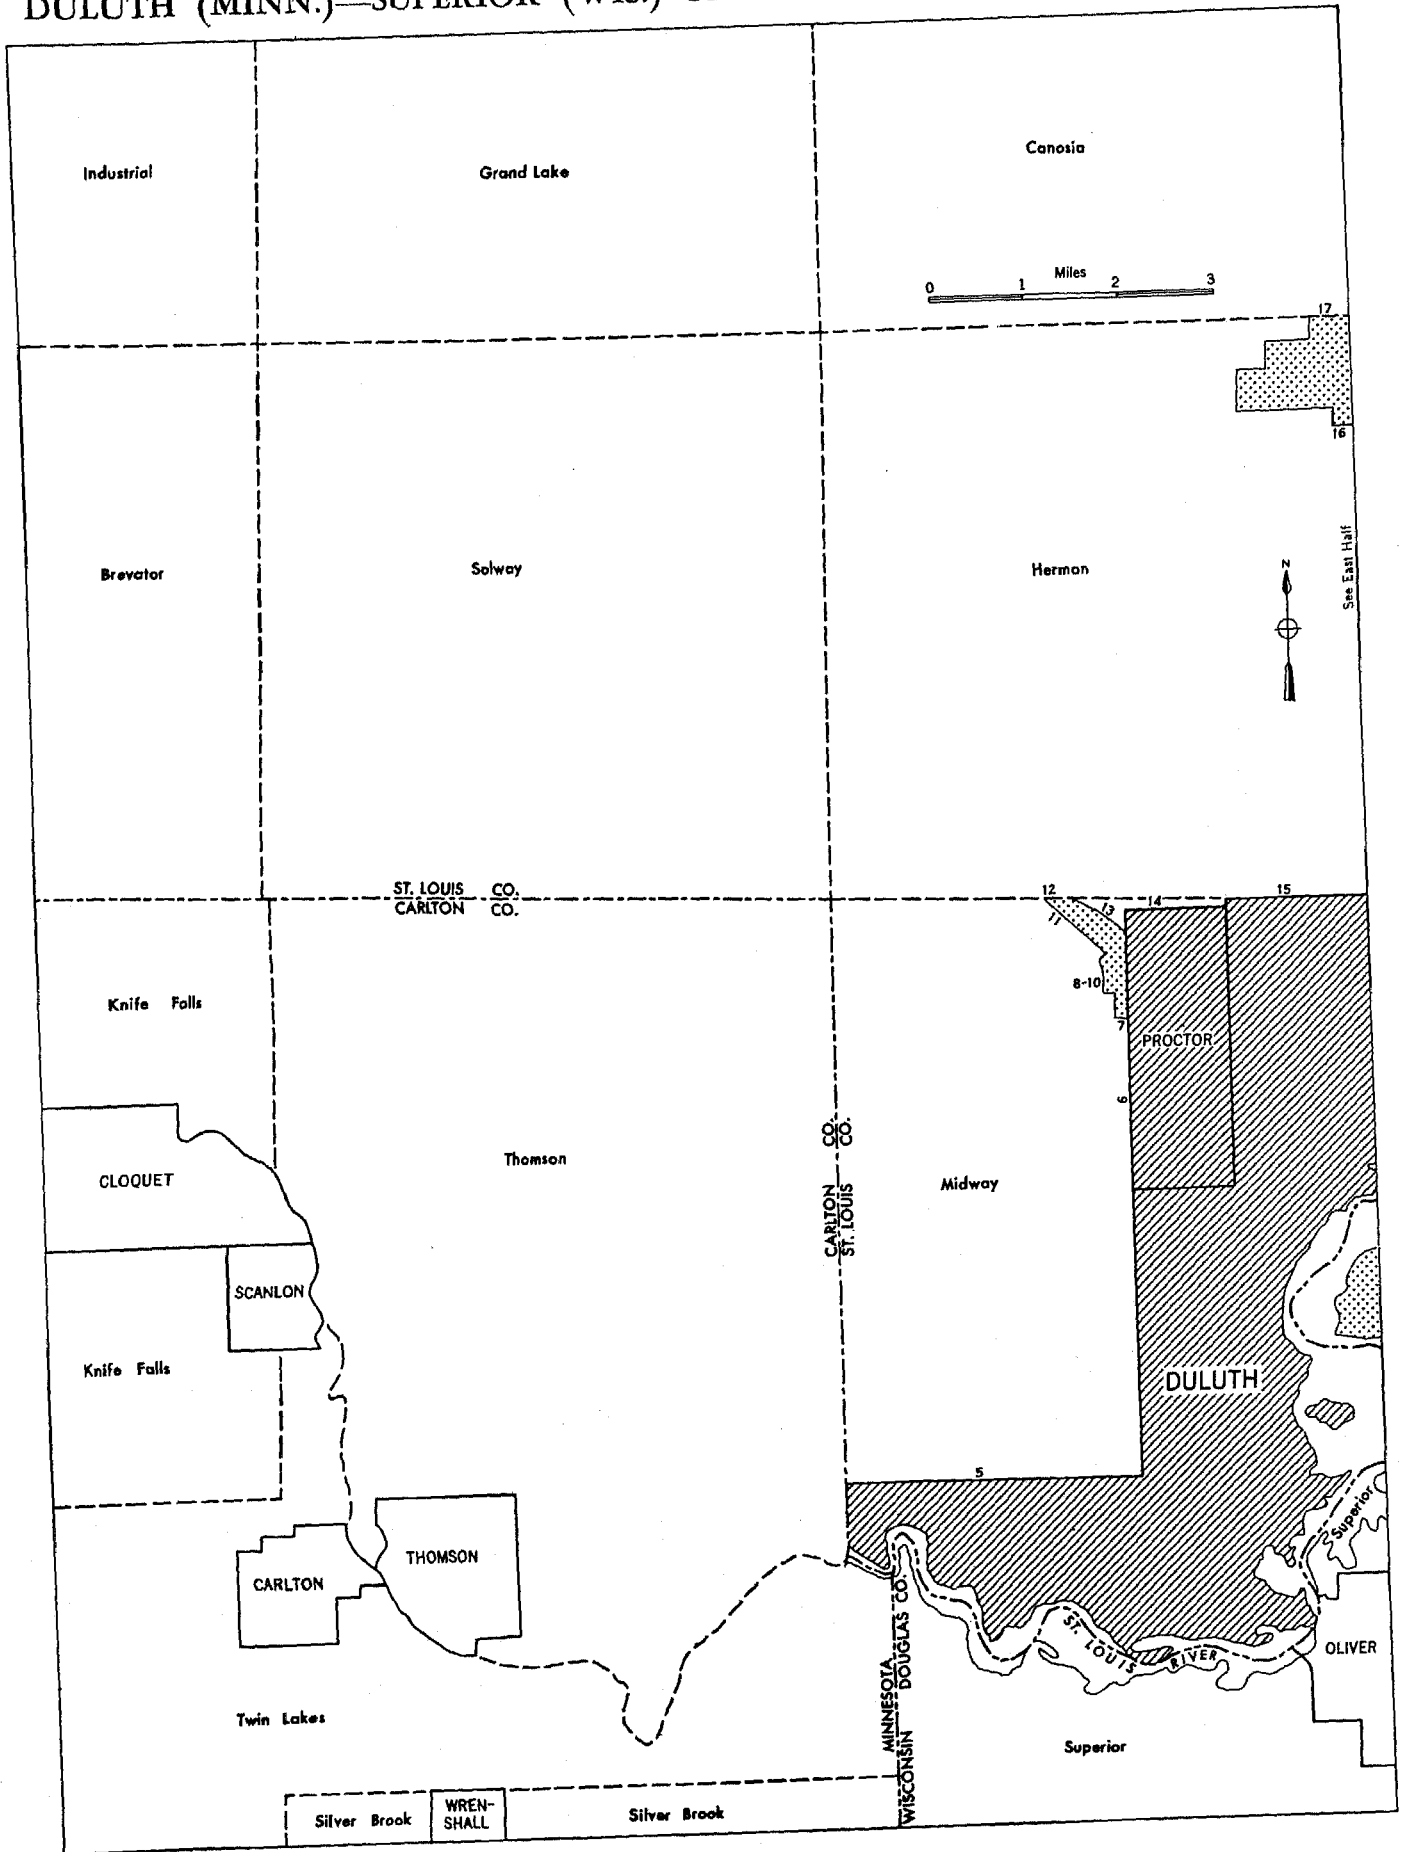 DULUTH (MINN.)—SUPERIOR (WIS.)
Industrial
Grand Lake
Canosia
Miles
0 1 2 3
17
16
See East Half
Brevator
Solway
Hermon
N
ST. LOUIS CO.
CARLTON CO.
12
13
14
15
11
8-10
7
6
PROCTOR
Knife Falls
CLOQUET
Thomson
CARLTON CO.
ST. LOUIS CO.
Midway
SCANLON
Knife Falls
DULUTH
5
THOMSON
CARLTON
Superior
ST. LOUIS RIVER
OLIVER
MINNESOTA
WISCONSIN
DOUGLAS CO.
Twin Lakes
Superior
Silver Brook
WREN-
SHALL
Silver Brook